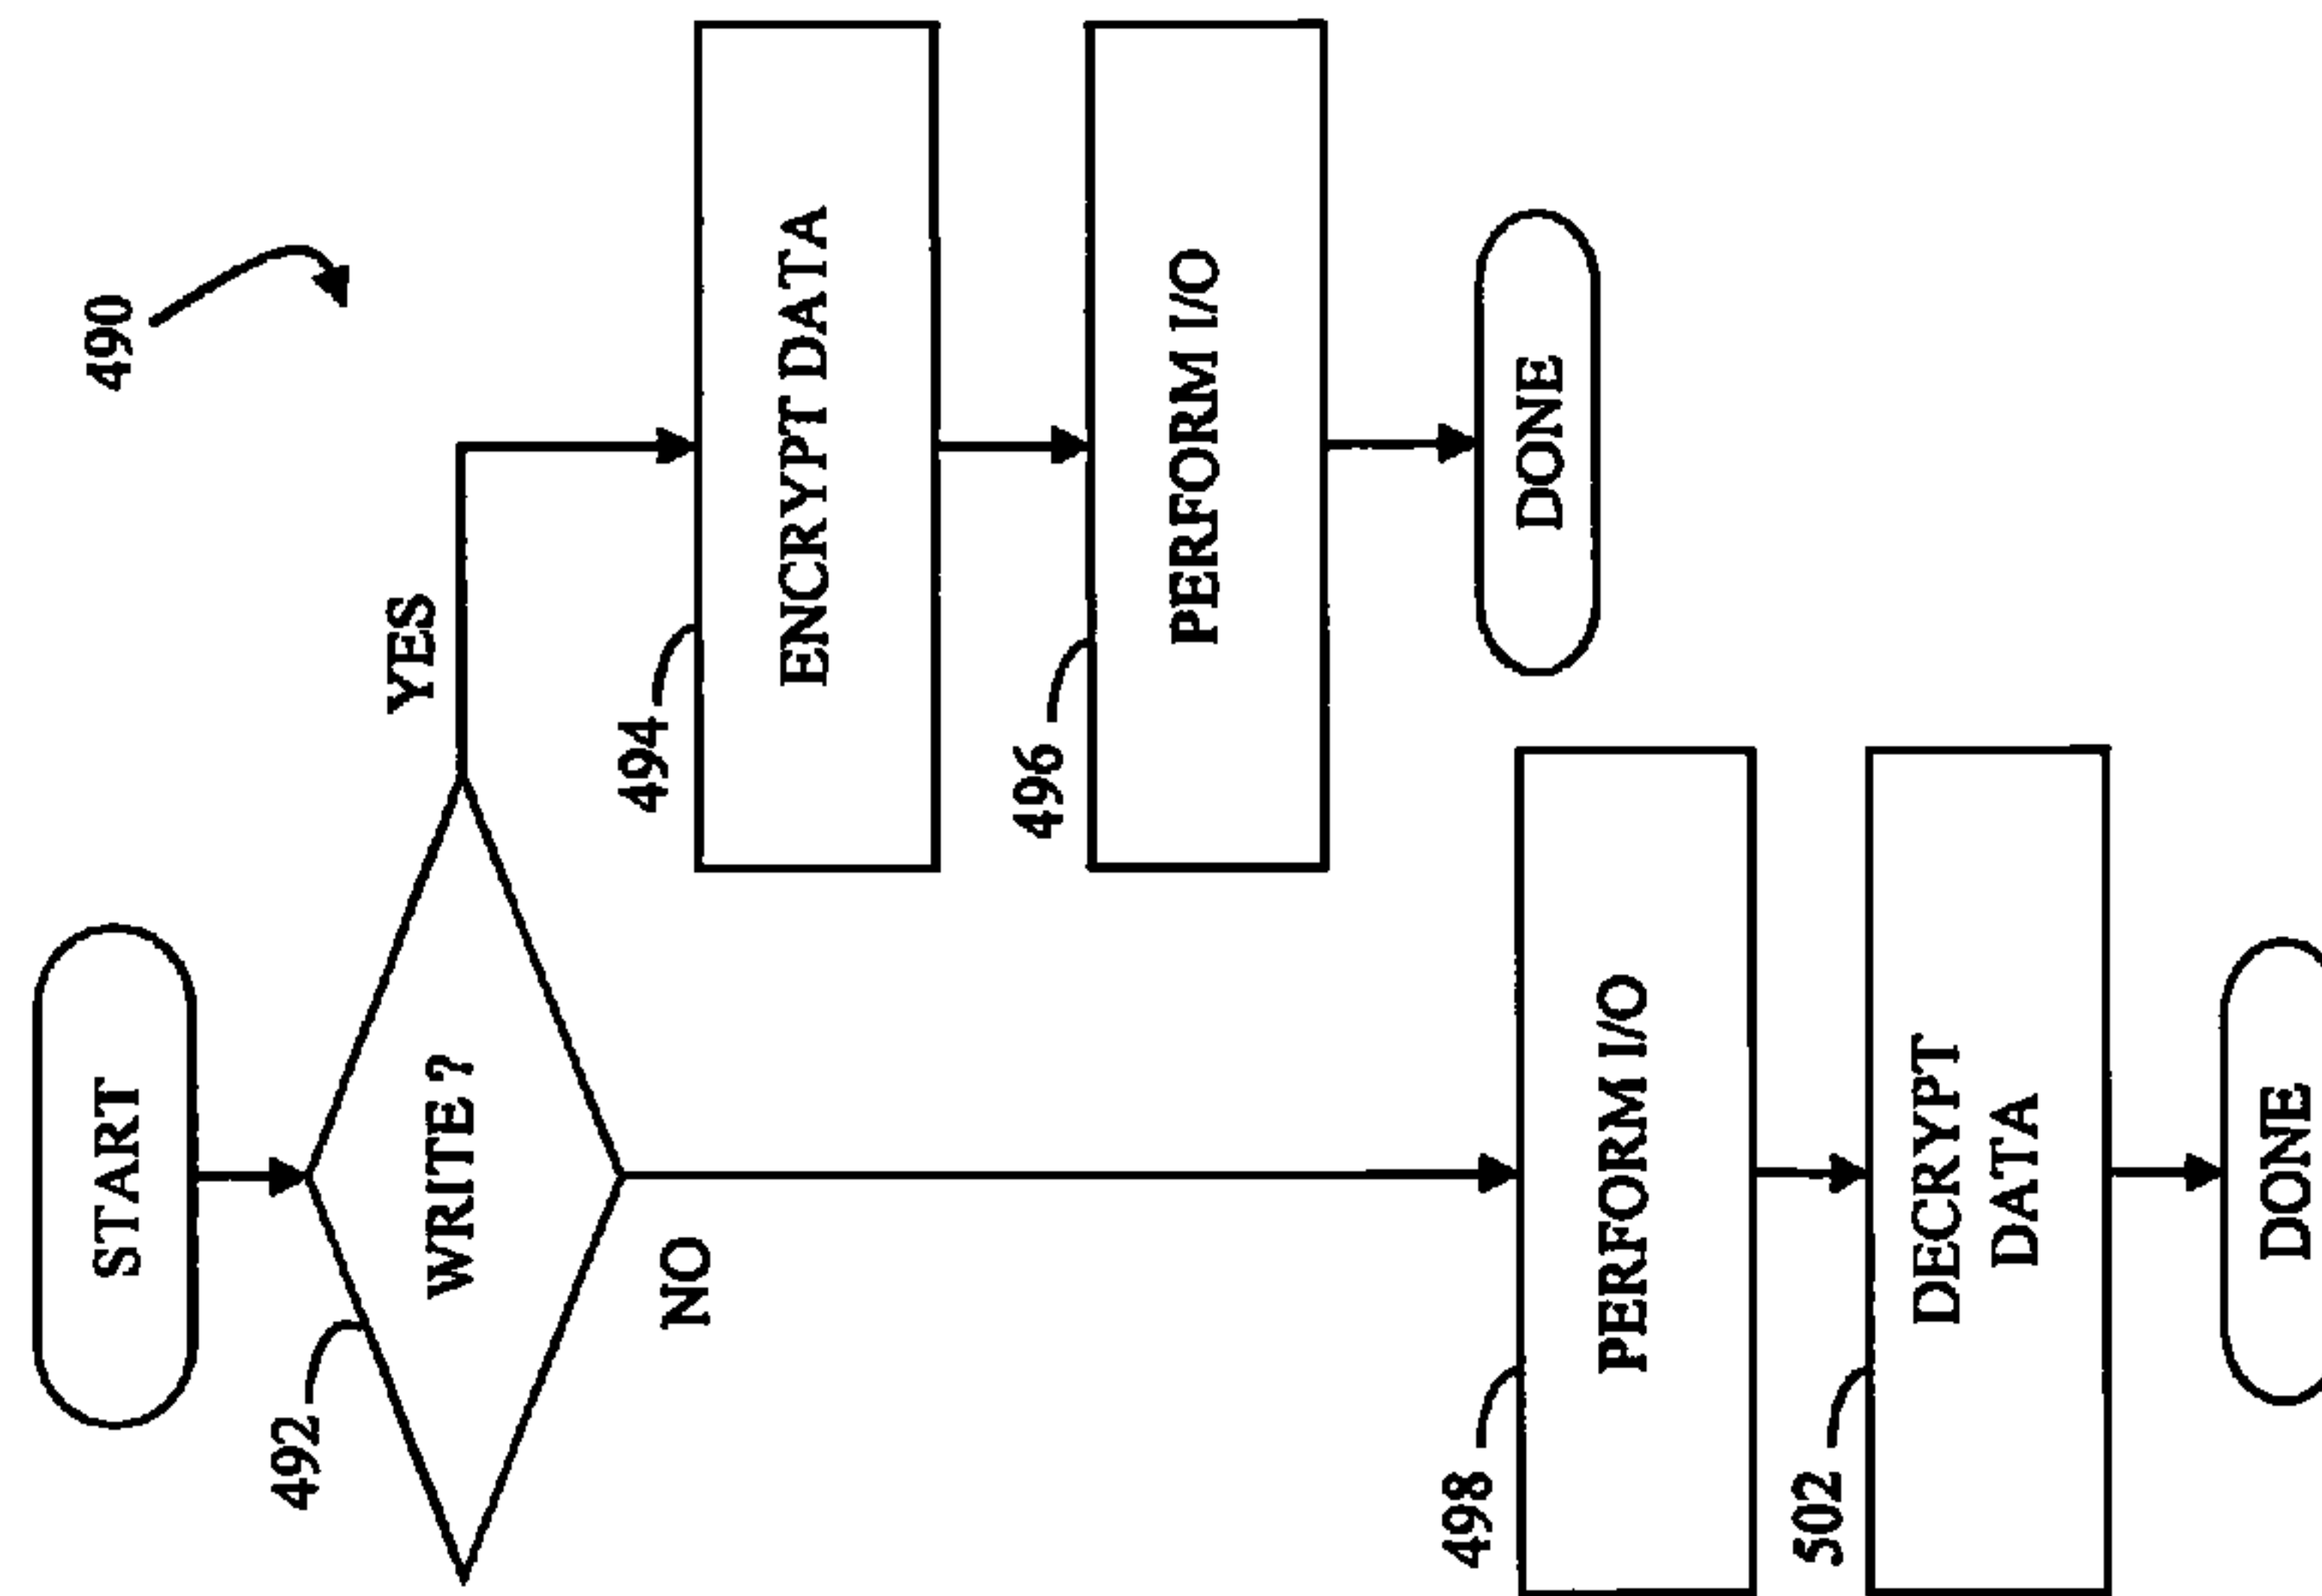 490
START
492
WRITE ?
YES
NO
494
ENCRYPT DATA
496
PERFORM I/O
DONE
498
PERFORM I/O
502
DECRYPT
DATA
DONE